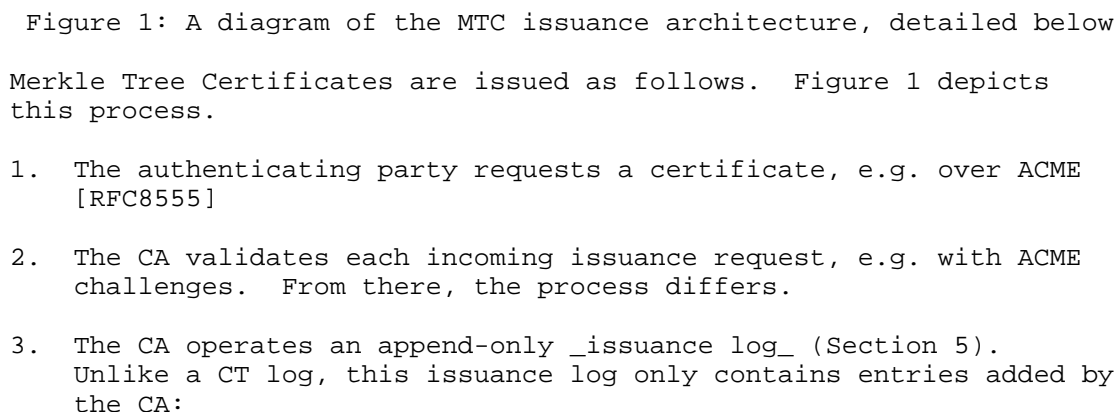 Figure 1: A diagram of the MTC issuance architecture, detailed below
Merkle Tree Certificates are issued as follows.  Figure 1 depicts
this process.
1.  The authenticating party requests a certificate, e.g. over ACME
[RFC8555]
2.  The CA validates each incoming issuance request, e.g. with ACME
challenges.  From there, the process differs.
3.  The CA operates an append-only _issuance log_ (Section 5).
Unlike a CT log, this issuance log only contains entries added by
the CA: